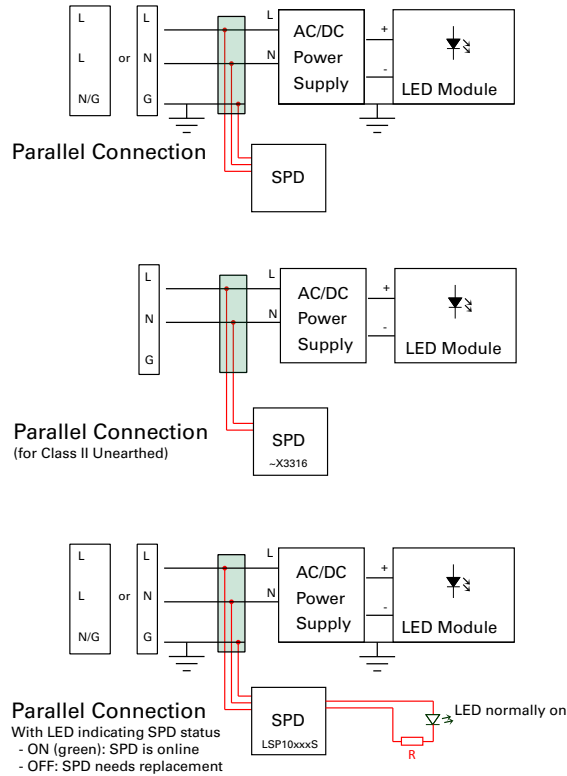 L
L
N/G
or
L
N
G
L
N
AC/DC
Power
Supply
+
-
LED Module
Parallel Connection
SPD
L
N
G
L
N
AC/DC
Power
Supply
+
-
LED Module
Parallel Connection
(for Class II Unearthed)
SPD
~X3316
L
L
N/G
or
L
N
G
L
N
AC/DC
Power
Supply
+
-
LED Module
Parallel Connection
With LED indicating SPD status
- ON (green): SPD is online
- OFF: SPD needs replacement
SPD
LSP10xxxS
LED normally on
R